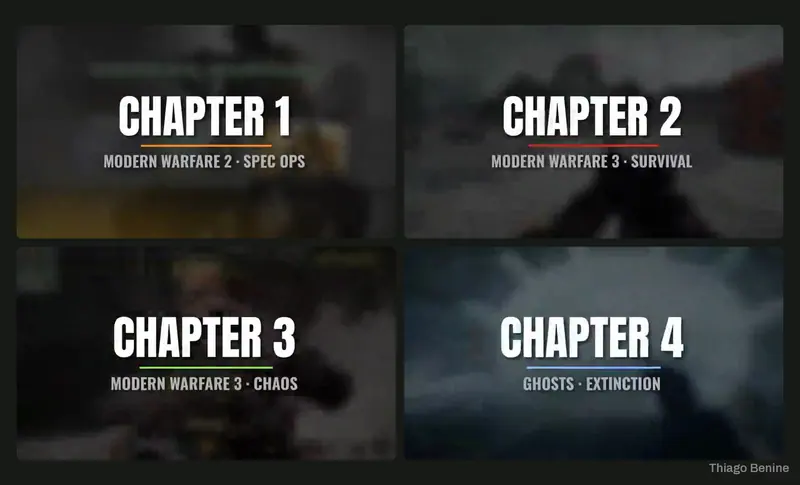 CHAPTER 1
MODERN WARFARE 2 · SPEC OPS
CHAPTER 2
MODERN WARFARE 3 · SURVIVAL
CHAPTER 3
MODERN WARFARE 3 · CHAOS
CHAPTER 4
GHOSTS · EXTINCTION
Thiago Benine